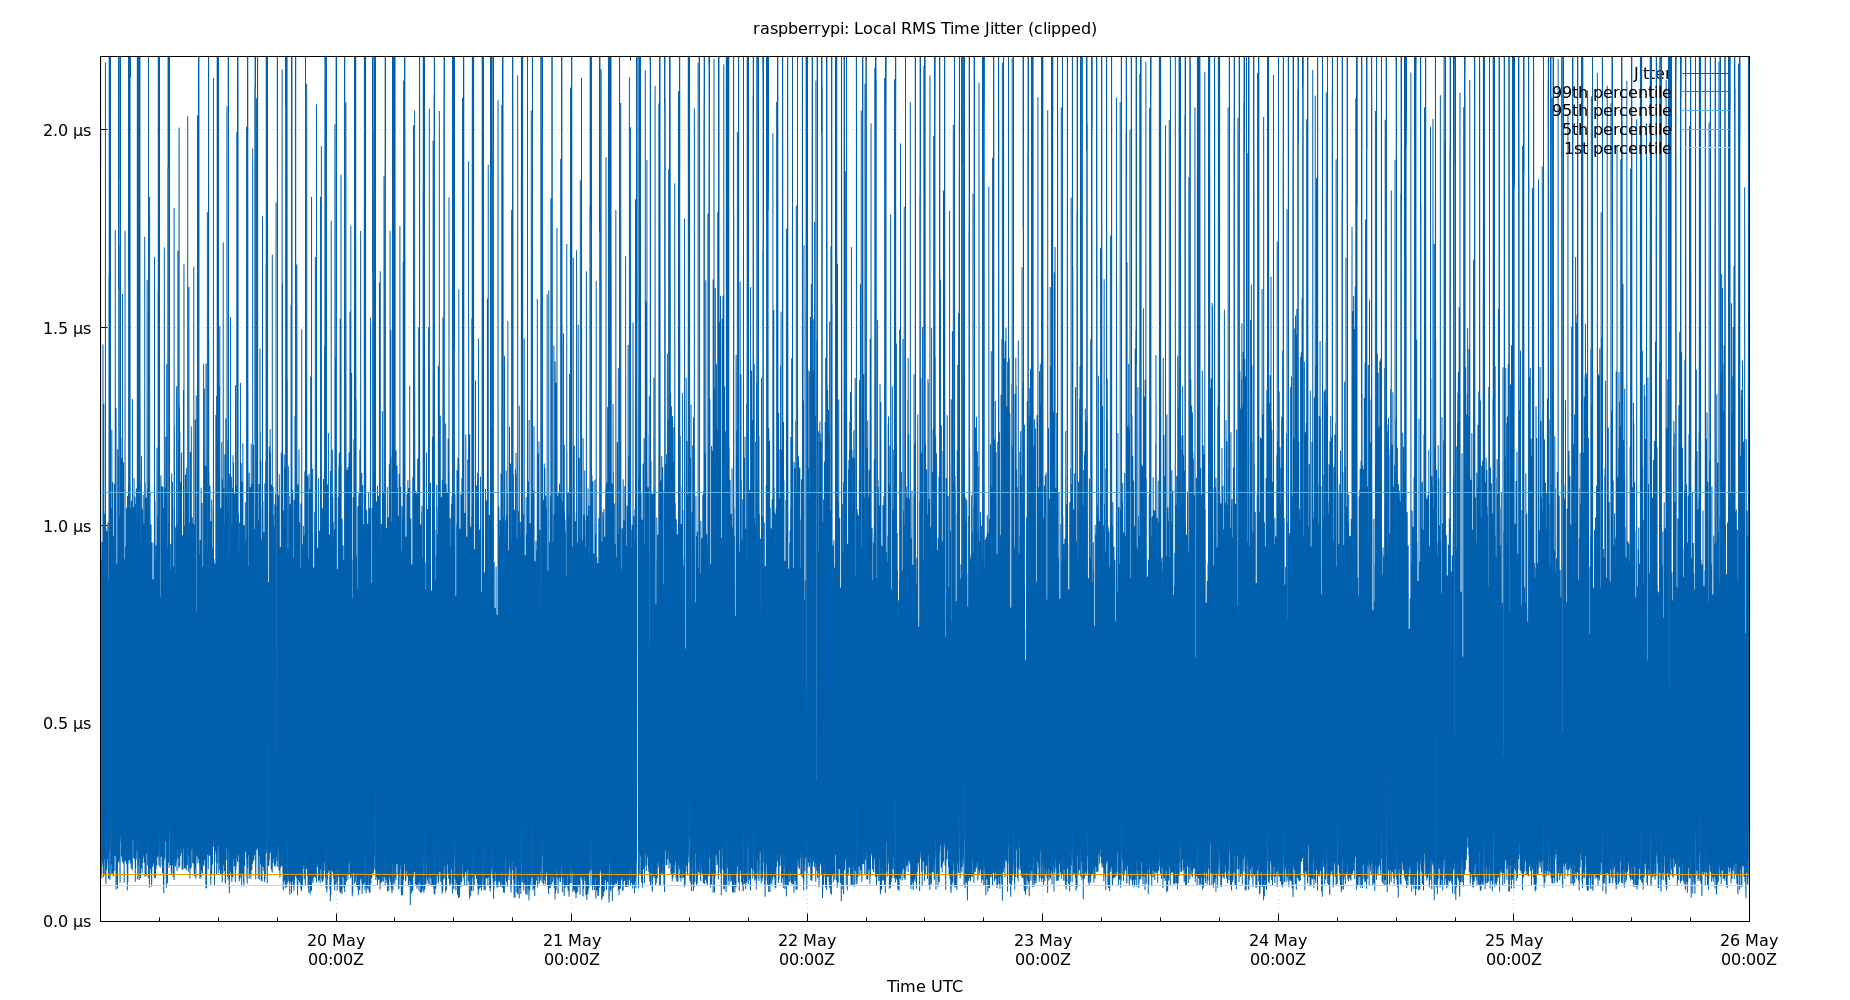 raspberrypi: Local RMS Time Jitter (clipped)
Jitter
99th percentile
95th percentile
5th percentile
1st percentile
2.0 µs
1.5 µs
1.0 µs
0.5 µs
0.0 µs
20 May
00:00Z
21 May
00:00Z
22 May
00:00Z
23 May
00:00Z
24 May
00:00Z
25 May
00:00Z
26 May
00:00Z
Time UTC